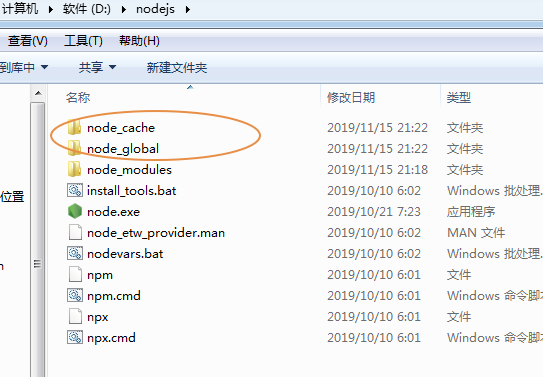 计算机 ▸ 软件 (D:) ▸ nodejs ▸
查看(V) 工具(T) 帮助(H)
到库中 共享 新建文件夹
名称 修改日期 类型
node_cache 2019/11/15 21:22 文件夹
node_global 2019/11/15 21:22 文件夹
node_modules 2019/11/15 21:18 文件夹
install_tools.bat 2019/10/10 6:02 Windows 批处理...
位置
node.exe 2019/10/21 7:23 应用程序
node_etw_provider.man 2019/10/10 6:02 MAN 文件
nodevars.bat 2019/10/10 6:02 Windows 批处理...
npm 2019/10/10 6:01 文件
npm.cmd 2019/10/10 6:01 Windows 命令脚本
npx 2019/10/10 6:01 文件
npx.cmd 2019/10/10 6:01 Windows 命令脚本